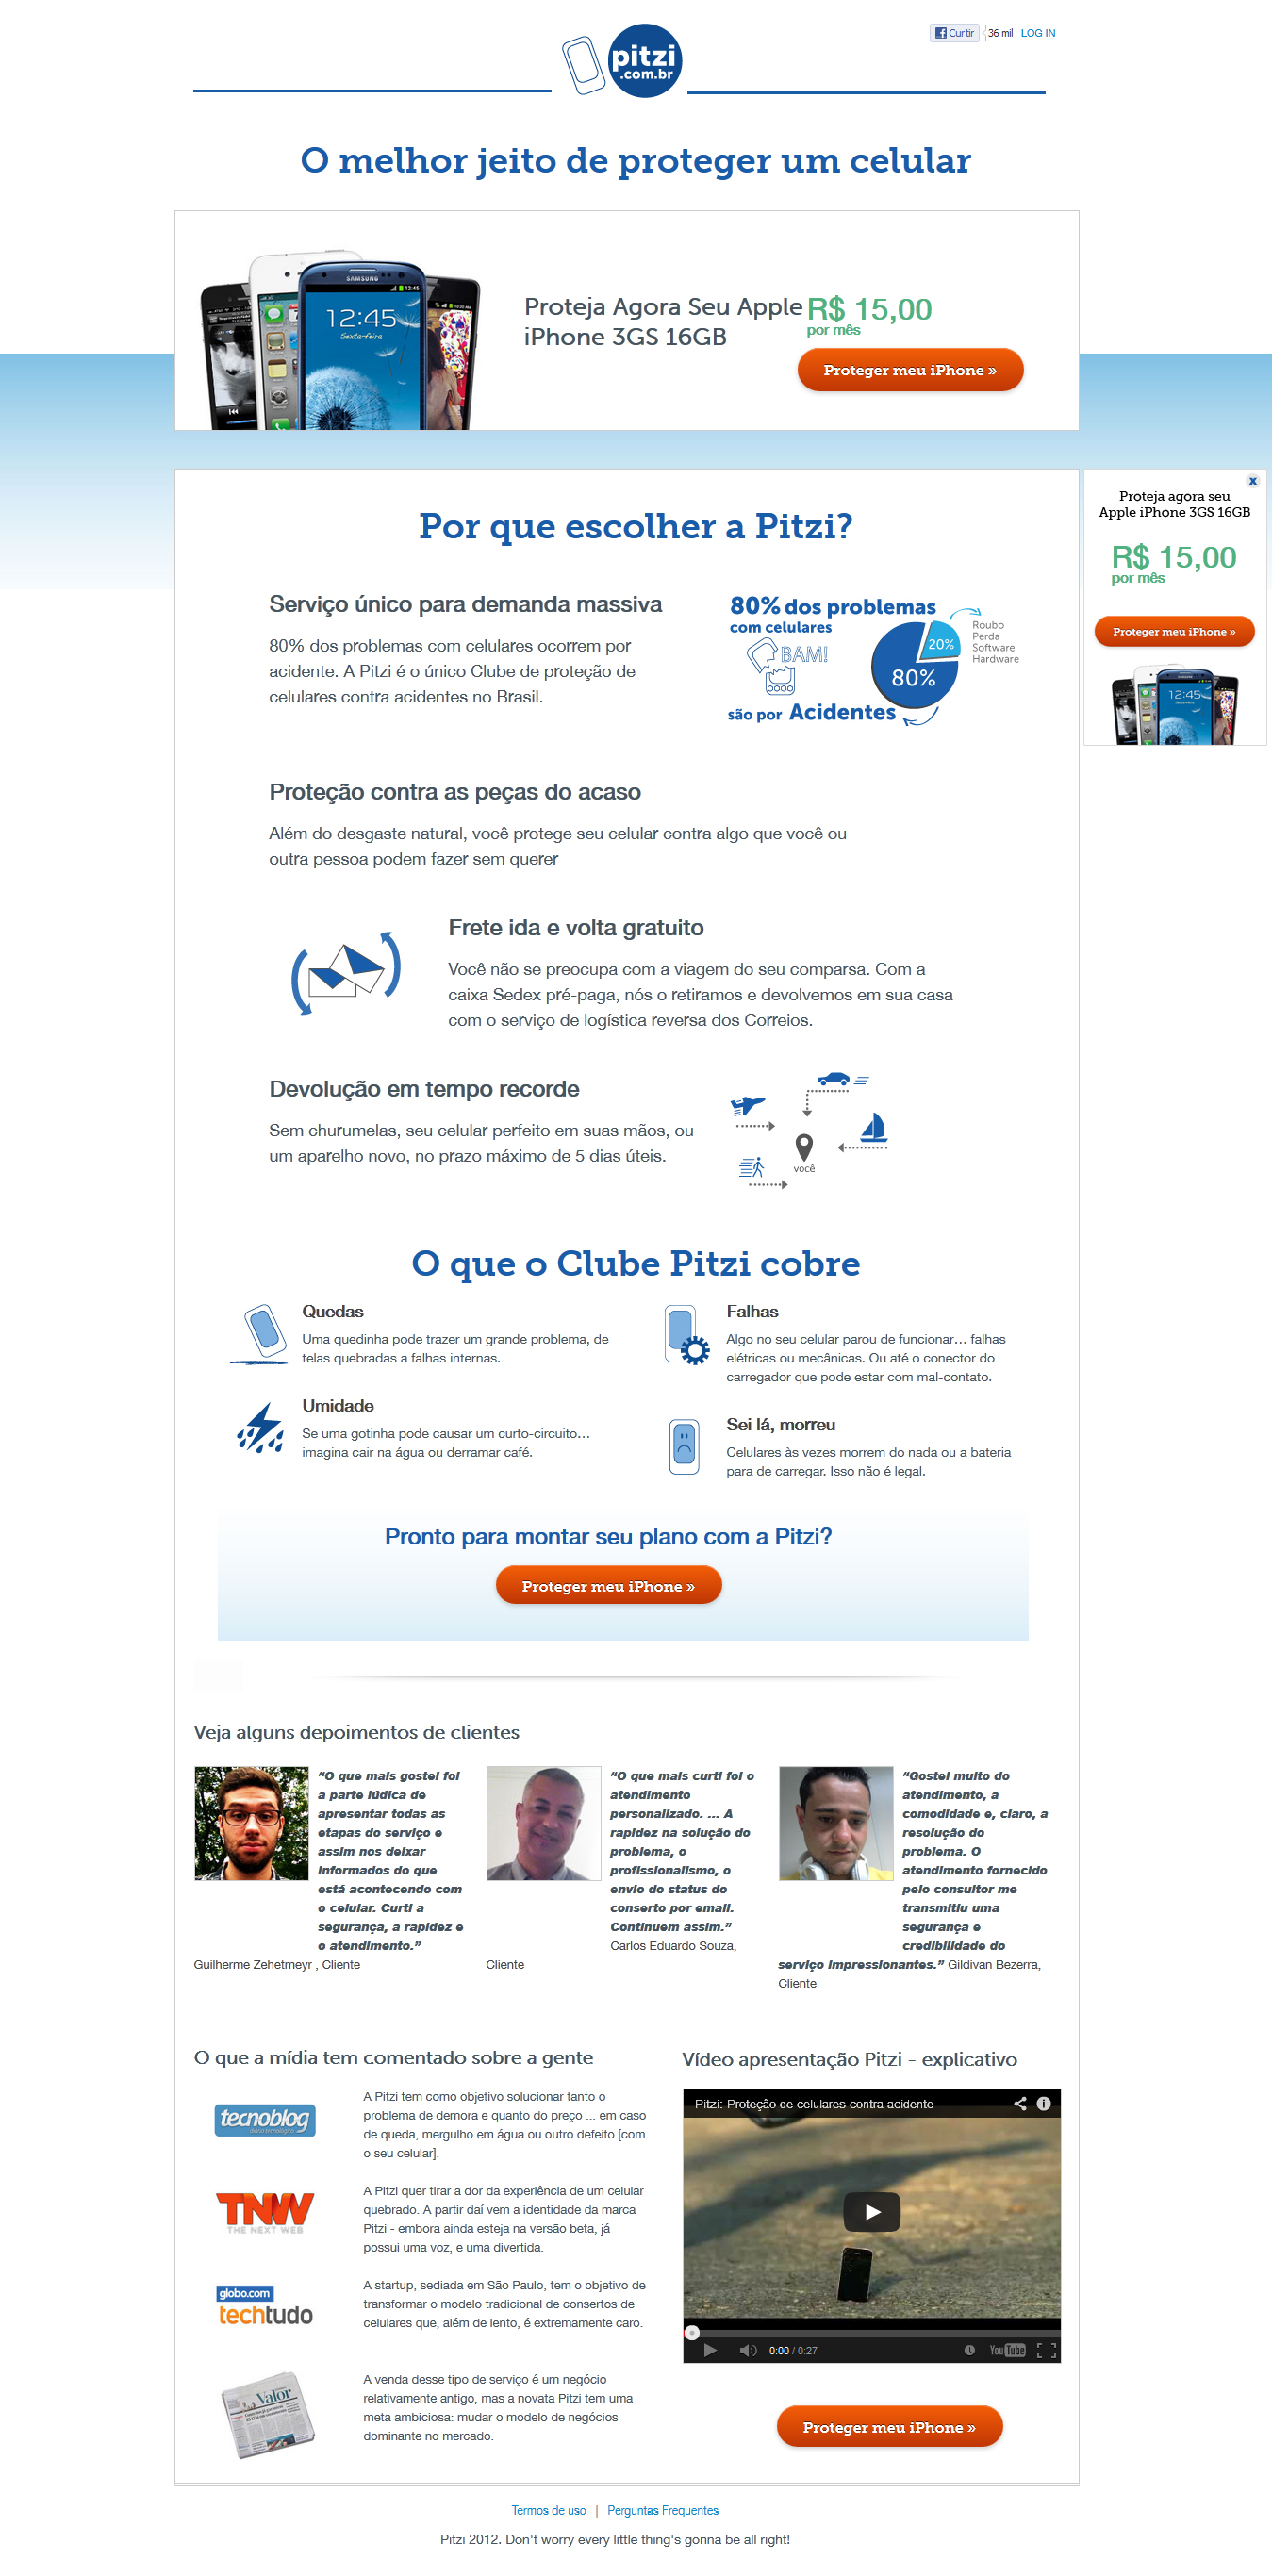 pitzi
.com.br
Curtir
36 mil
LOG IN
O melhor jeito de proteger um celular
SAMSUNG
12:45
Sexta-feira
Proteja Agora Seu Apple
iPhone 3GS 16GB
R$ 15,00
por mês
Proteger meu iPhone »
Por que escolher a Pitzi?
x
Proteja agora seu
Apple iPhone 3GS 16GB
R$ 15,00
por mês
Proteger meu iPhone »
12:45
Serviço único para demanda massiva
80% dos problemas com celulares ocorrem por
acidente. A Pitzi é o único Clube de proteção de
celulares contra acidentes no Brasil.
80% dos problemas
com celulares
BAM!
são por Acidentes
80%
20%
Roubo
Perda
Software
Hardware
Proteção contra as peças do acaso
Além do desgaste natural, você protege seu celular contra algo que você ou
outra pessoa podem fazer sem querer
Frete ida e volta gratuito
Você não se preocupa com a viagem do seu comparsa. Com a
caixa Sedex pré-paga, nós o retiramos e devolvemos em sua casa
com o serviço de logística reversa dos Correios.
Devolução em tempo recorde
Sem churumelas, seu celular perfeito em suas mãos, ou
um aparelho novo, no prazo máximo de 5 dias úteis.
você
O que o Clube Pitzi cobre
Quedas
Uma quedinha pode trazer um grande problema, de
telas quebradas a falhas internas.
Falhas
Algo no seu celular parou de funcionar… falhas
elétricas ou mecânicas. Ou até o conector do
carregador que pode estar com mal-contato.
Umidade
Se uma gotinha pode causar um curto-circuito…
imagina cair na água ou derramar café.
Sei lá, morreu
Celulares às vezes morrem do nada ou a bateria
para de carregar. Isso não é legal.
Pronto para montar seu plano com a Pitzi?
Proteger meu iPhone »
Veja alguns depoimentos de clientes
“O que mais gostei foi
a parte lúdica de
apresentar todas as
etapas do serviço e
assim nos deixar
informados do que
está acontecendo com
o celular. Curti a
segurança, a rapidez e
o atendimento.”
Guilherme Zehetmeyr , Cliente
“O que mais curti foi o
atendimento
personalizado. ... A
rapidez na solução do
problema, o
profissionalismo, o
envio do status do
conserto por email.
Continuem assim.”
Carlos Eduardo Souza,
Cliente
“Gostei muito do
atendimento, a
comodidade e, claro, a
resolução do
problema. O
atendimento fornecido
pelo consultor me
transmitiu uma
segurança e
credibilidade do
serviço impressionantes.” Gildivan Bezerra,
Cliente
O que a mídia tem comentado sobre a gente
tecnoblog
A Pitzi tem como objetivo solucionar tanto o
problema de demora e quanto do preço ... em caso
de queda, mergulho em água ou outro defeito [com
o seu celular].
TNW
THE NEXT WEB
A Pitzi quer tirar a dor da experiência de um celular
quebrado. A partir daí vem a identidade da marca
Pitzi - embora ainda esteja na versão beta, já
possui uma voz, e uma divertida.
globo.com
techtudo
A startup, sediada em São Paulo, tem o objetivo de
transformar o modelo tradicional de consertos de
celulares que, além de lento, é extremamente caro.
Valor
A venda desse tipo de serviço é um negócio
relativamente antigo, mas a novata Pitzi tem uma
meta ambiciosa: mudar o modelo de negócios
dominante no mercado.
Vídeo apresentação Pitzi - explicativo
Pitzi: Proteção de celulares contra acidente
0:00 / 0:27
YouTube
Proteger meu iPhone »
Termos de uso | Perguntas Frequentes
Pitzi 2012. Don't worry every little thing's gonna be all right!